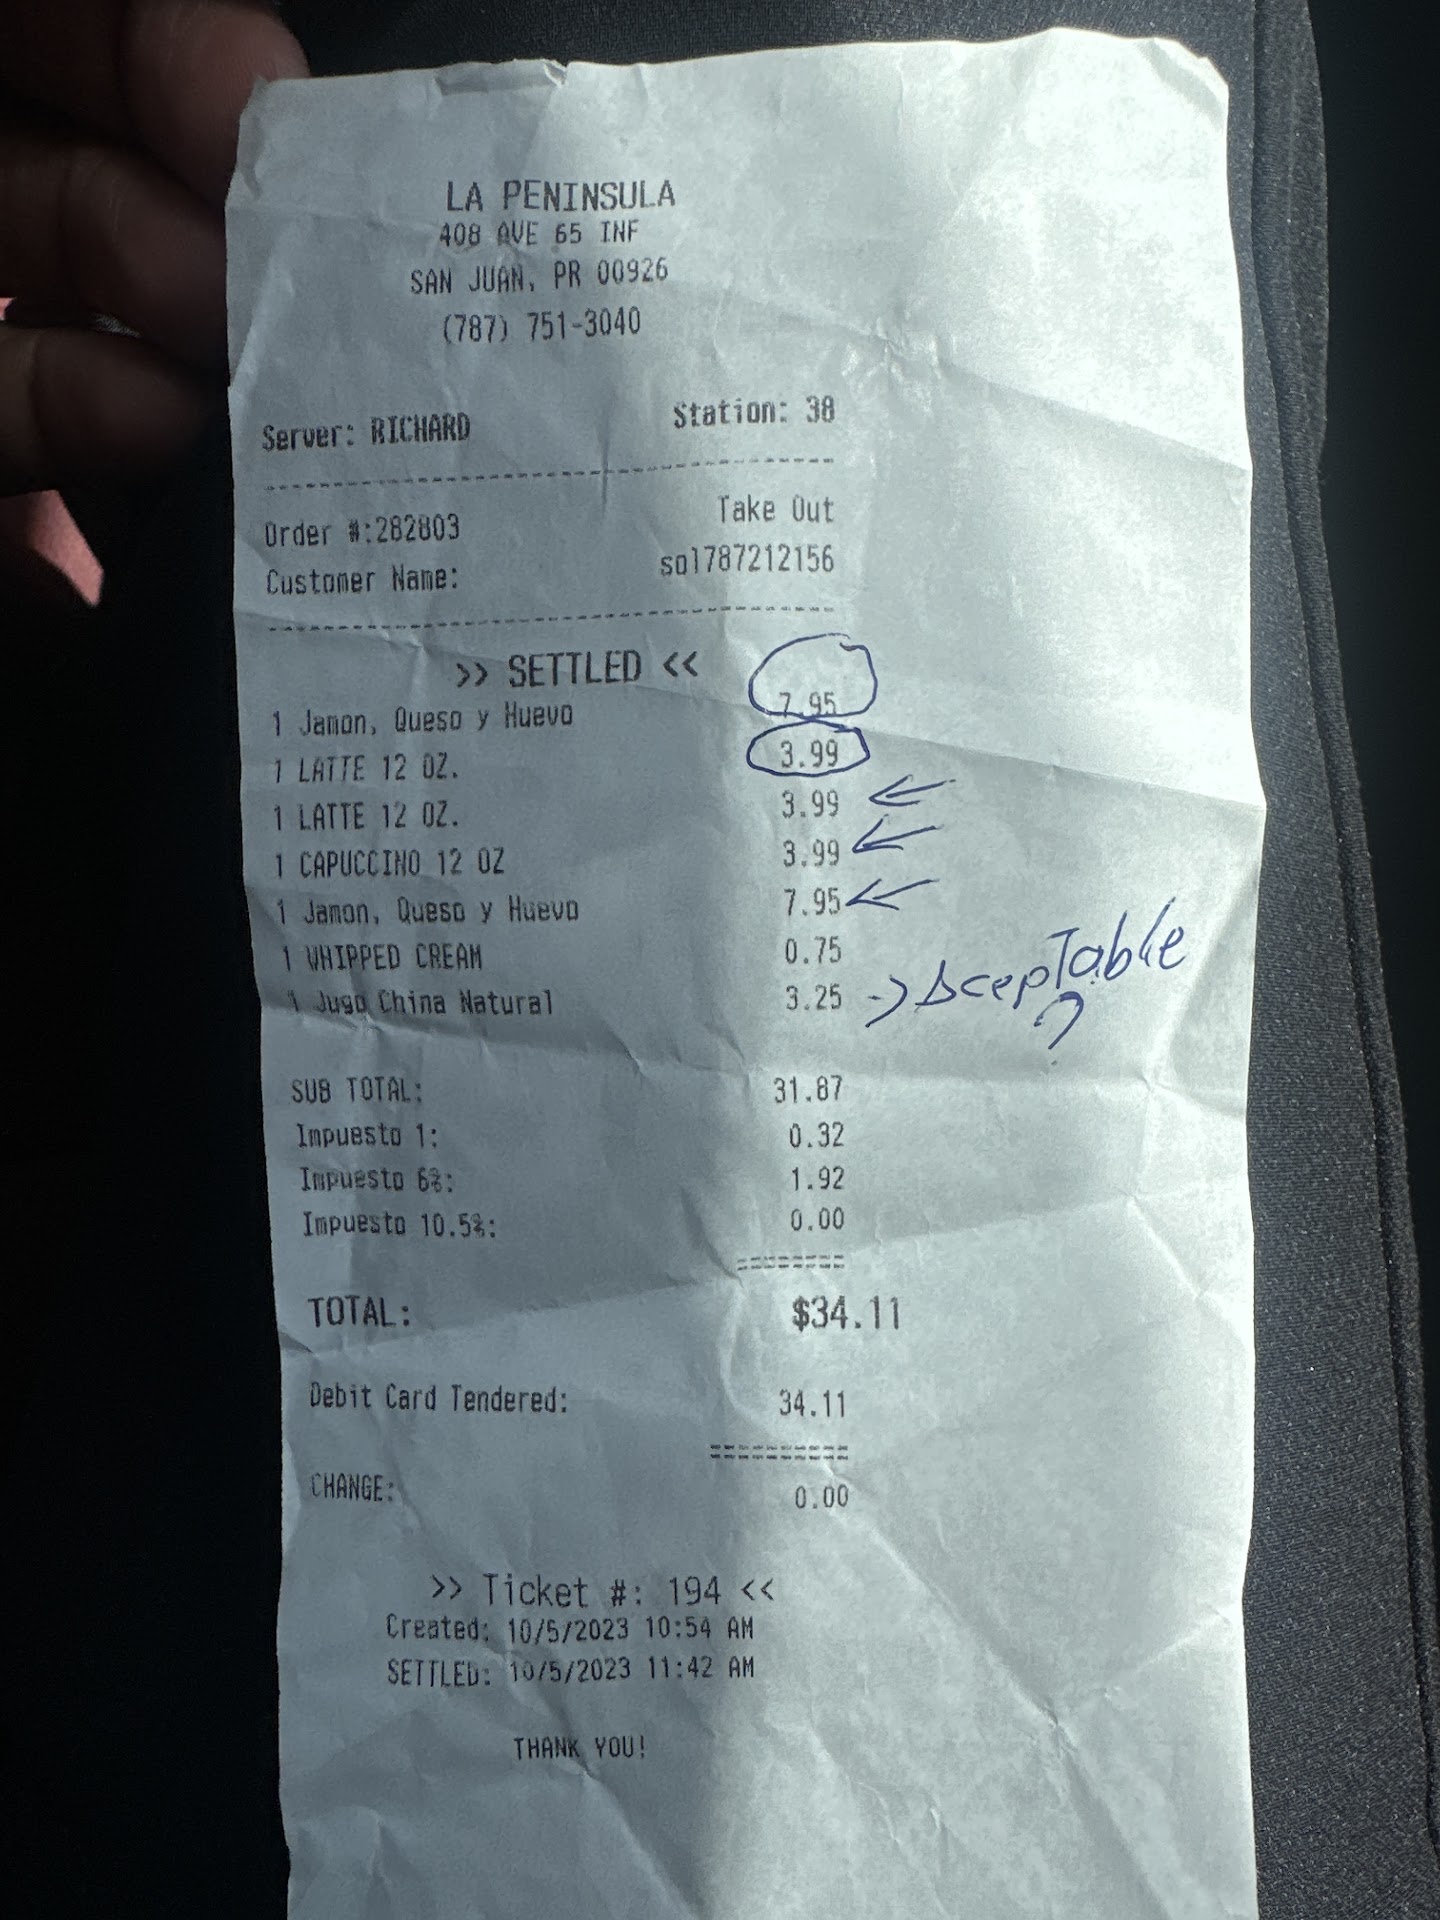 LA PENINSULA
408 AVE 65 INF
SAN JUAN, PR 00926
(787) 751-3040
Server: RICHARD Station: 38
Order #:282803 Take Out
Customer Name: sol787212156
>> SETTLED <<
1 Jamon, Queso y Huevo 7.95
1 LATTE 12 OZ. 3.99
1 LATTE 12 OZ. 3.99
1 CAPUCCINO 12 OZ 3.99
1 Jamon, Queso y Huevo 7.95
1 WHIPPED CREAM 0.75
1 Jugo China Natural 3.25 -> AcepTable
?
SUB TOTAL: 31.87
Impuesto 1: 0.32
Impuesto 6%: 1.92
Impuesto 10.5%: 0.00
========
TOTAL: $34.11
Debit Card Tendered: 34.11
==========
CHANGE: 0.00
>> Ticket #: 194 <<
Created: 10/5/2023 10:54 AM
SETTLED: 10/5/2023 11:42 AM
THANK YOU!